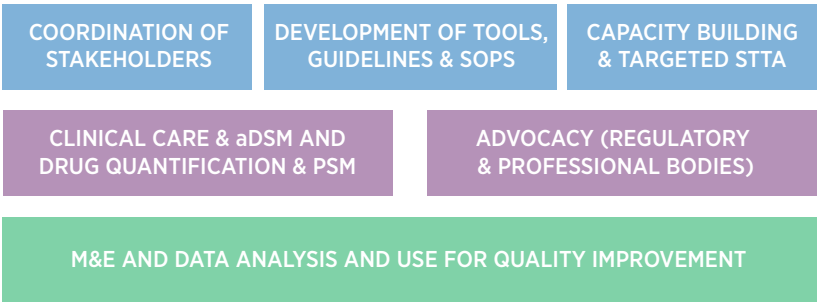 COORDINATION OF
STAKEHOLDERS
DEVELOPMENT OF TOOLS,
GUIDELINES & SOPS
CAPACITY BUILDING
& TARGETED STTA
CLINICAL CARE & aDSM AND
DRUG QUANTIFICATION & PSM
ADVOCACY (REGULATORY
& PROFESSIONAL BODIES)
M&E AND DATA ANALYSIS AND USE FOR QUALITY IMPROVEMENT